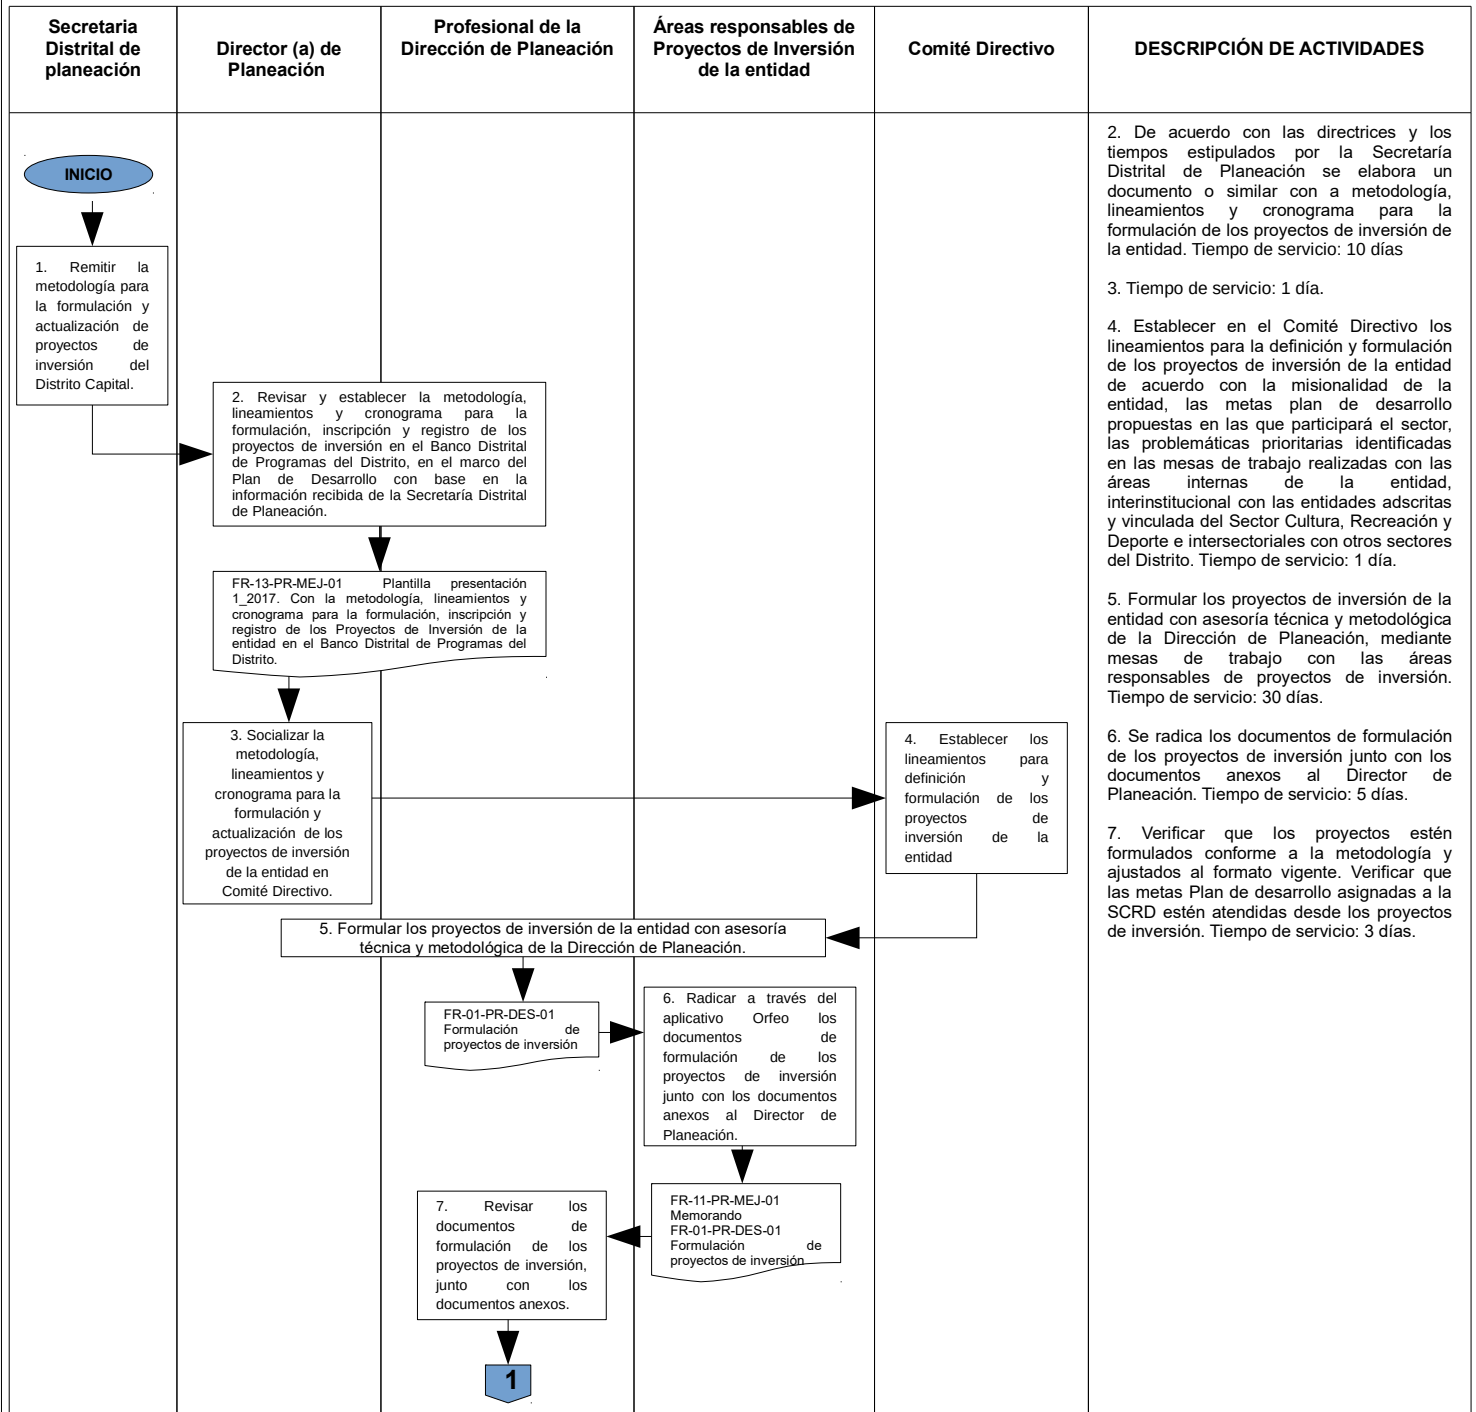 Secretaria
Distrital de
planeación
Director (a) de
Planeación
Profesional de la
Dirección de Planeación
Áreas responsables de
Proyectos de Inversión
de la entidad
Comité Directivo
DESCRIPCIÓN DE ACTIVIDADES
INICIO
1. Remitir la
metodología para
la formulación y
actualización de
proyectos de
inversión del
Distrito Capital.
2. Revisar y establecer la metodología,
lineamientos y cronograma para la
formulación, inscripción y registro de los
proyectos de inversión en el Banco Distrital
de Programas del Distrito, en el marco del
Plan de Desarrollo con base en la
información recibida de la Secretaría Distrital
de Planeación.
FR-13-PR-MEJ-01 Plantilla presentación
1_2017. Con la metodología, lineamientos y
cronograma para la formulación, inscripción y
registro de los Proyectos de Inversión de la
entidad en el Banco Distrital de Programas del
Distrito.
3. Socializar la
metodología,
lineamientos y
cronograma para la
formulación y
actualización de los
proyectos de inversión
de la entidad en
Comité Directivo.
4. Establecer los
lineamientos para
definición y
formulación de los
proyectos de
inversión de la
entidad
5. Formular los proyectos de inversión de la entidad con asesoría
técnica y metodológica de la Dirección de Planeación.
FR-01-PR-DES-01
Formulación de
proyectos de inversión
6. Radicar a través del
aplicativo Orfeo los
documentos de
formulación de los
proyectos de inversión
junto con los documentos
anexos al Director de
Planeación.
FR-11-PR-MEJ-01
Memorando
FR-01-PR-DES-01
Formulación de
proyectos de inversión
7. Revisar los
documentos de
formulación de los
proyectos de inversión,
junto con los
documentos anexos.
1
2. De acuerdo con las directrices y los
tiempos estipulados por la Secretaría
Distrital de Planeación se elabora un
documento o similar con a metodología,
lineamientos y cronograma para la
formulación de los proyectos de inversión de
la entidad. Tiempo de servicio: 10 días
3. Tiempo de servicio: 1 día.
4. Establecer en el Comité Directivo los
lineamientos para la definición y formulación
de los proyectos de inversión de la entidad
de acuerdo con la misionalidad de la
entidad, las metas plan de desarrollo
propuestas en las que participará el sector,
las problemáticas prioritarias identificadas
en las mesas de trabajo realizadas con las
áreas internas de la entidad,
interinstitucional con las entidades adscritas
y vinculada del Sector Cultura, Recreación y
Deporte e intersectoriales con otros sectores
del Distrito. Tiempo de servicio: 1 día.
5. Formular los proyectos de inversión de la
entidad con asesoría técnica y metodológica
de la Dirección de Planeación, mediante
mesas de trabajo con las áreas
responsables de proyectos de inversión.
Tiempo de servicio: 30 días.
6. Se radica los documentos de formulación
de los proyectos de inversión junto con los
documentos anexos al Director de
Planeación. Tiempo de servicio: 5 días.
7. Verificar que los proyectos estén
formulados conforme a la metodología y
ajustados al formato vigente. Verificar que
las metas Plan de desarrollo asignadas a la
SCRD estén atendidas desde los proyectos
de inversión. Tiempo de servicio: 3 días.